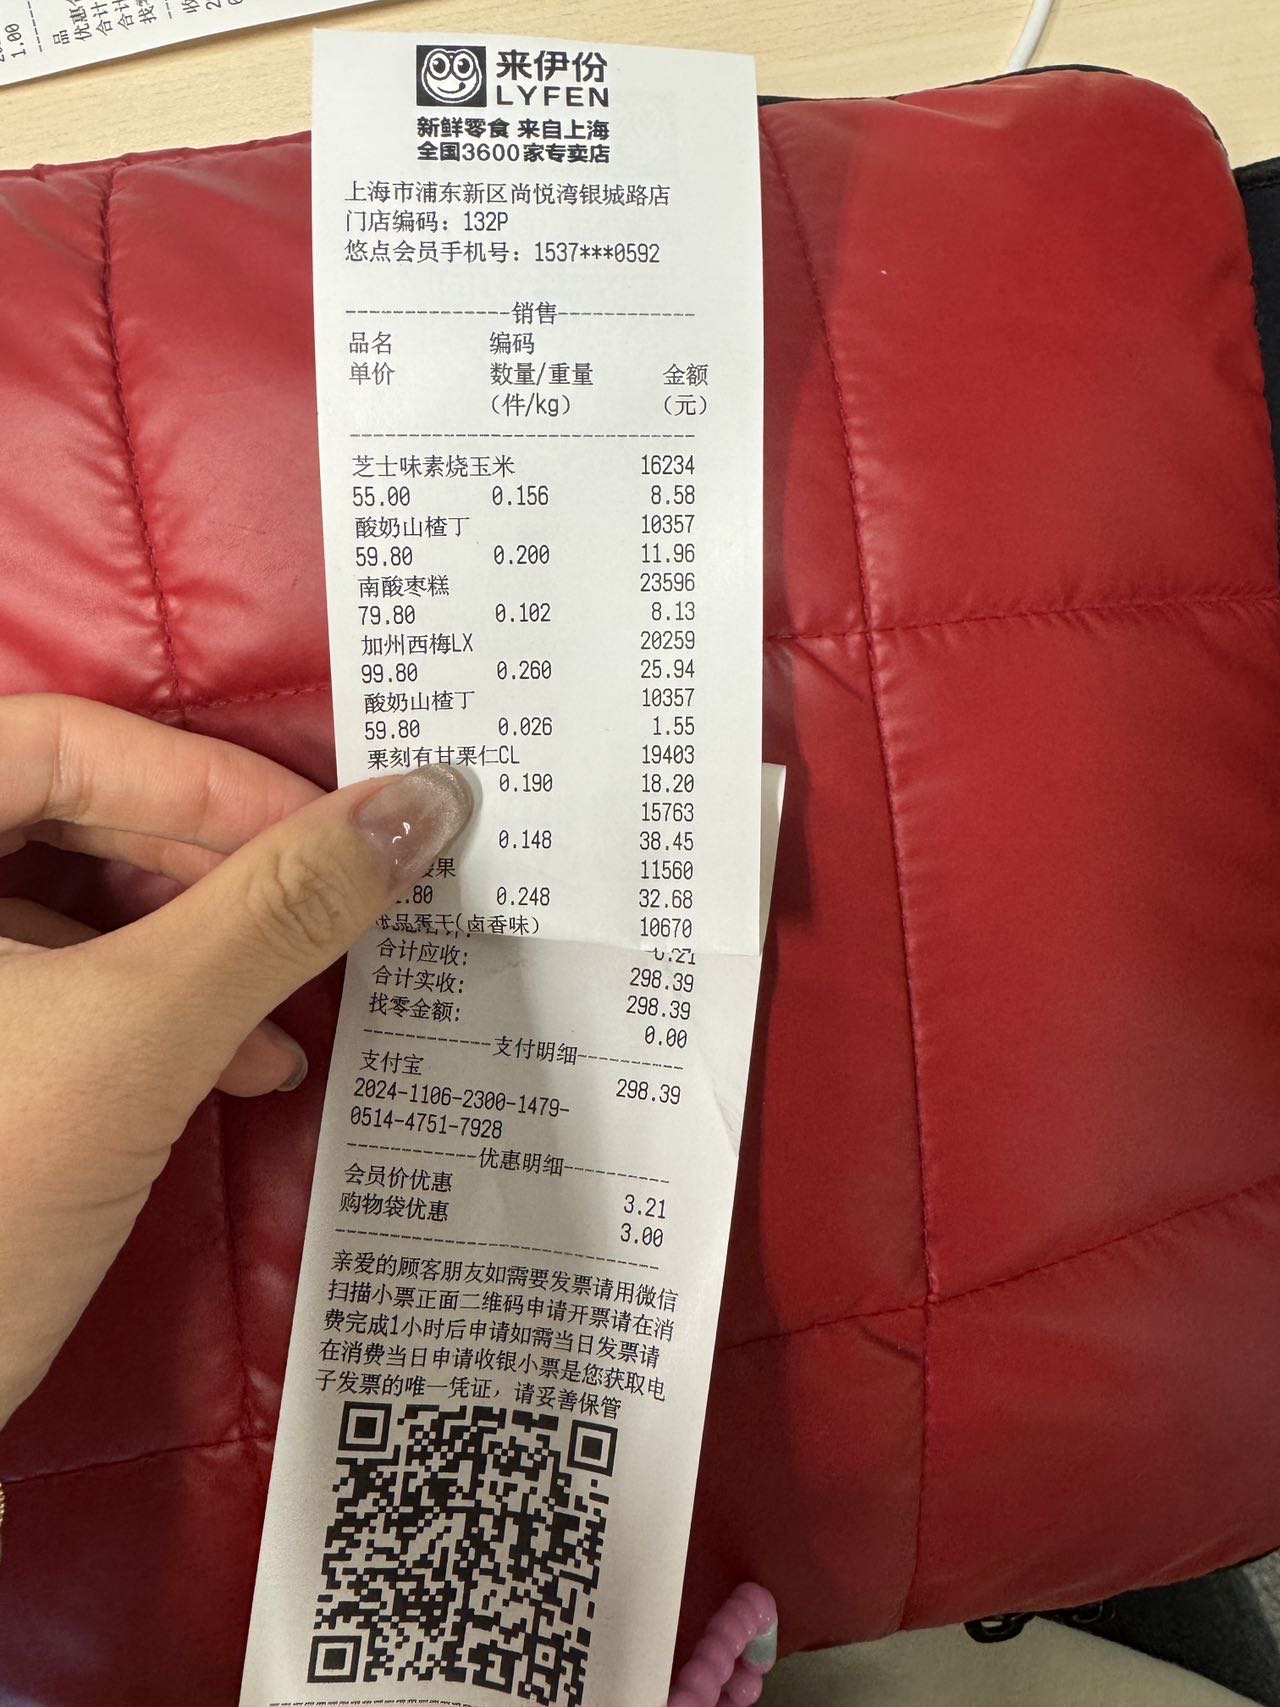 来伊份
LYFEN
新鲜零食 来自上海
全国3600家专卖店
上海市浦东新区尚悦湾银城路店
门店编码：132P
悠点会员手机号：1537***0592
--------------销售------------
品名 编码
单价 数量/重量 金额
（件/kg） （元）
------------------------------
芝士味素烧玉米 16234
55.00 0.156 8.58
酸奶山楂丁 10357
59.80 0.200 11.96
南酸枣糕 23596
79.80 0.102 8.13
加州西梅LX 20259
99.80 0.260 25.94
酸奶山楂丁 10357
59.80 0.026 1.55
栗刻有甘栗仁CL 19403
0.190 18.20
15763
0.148 38.45
果 11560
.80 0.248 32.68
品蛋干(卤香味） 10670
合计应收: 0.21
合计实收: 298.39
找零金额: 298.39
0.00
------------支付明细----------
支付宝 298.39
2024-1106-2300-1479-
0514-4751-7928
------------优惠明细----------
会员价优惠 3.21
购物袋优惠 3.00
------------------------------
亲爱的顾客朋友如需要发票请用微信
扫描小票正面二维码申请开票请在消
费完成1小时后申请如需当日发票请
在消费当日申请收银小票是您获取电
子发票的唯一凭证，请妥善保管